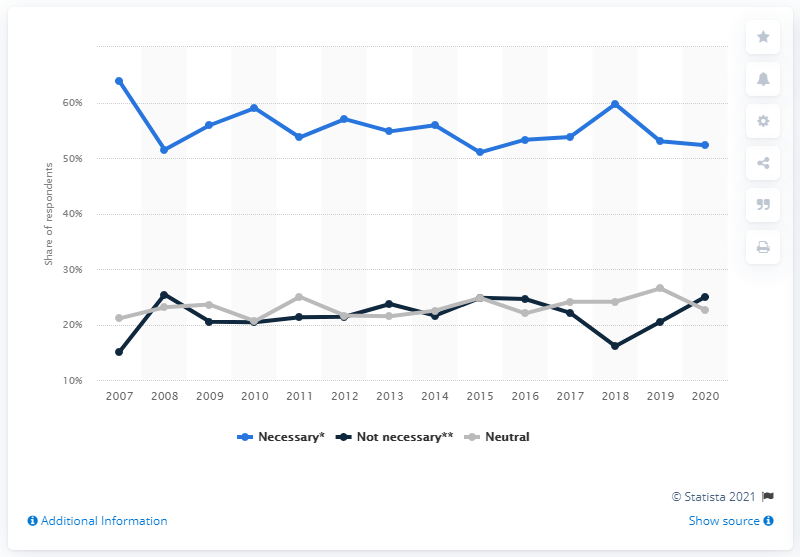 Share of respondents
60%
50%
40%
30%
20%
10%
2007 2008 2009 2010 2011 2012 2013 2014 2015 2016 2017 2018 2019 2020
Necessary* Not necessary** Neutral
© Statista 2021
Additional Information Show source